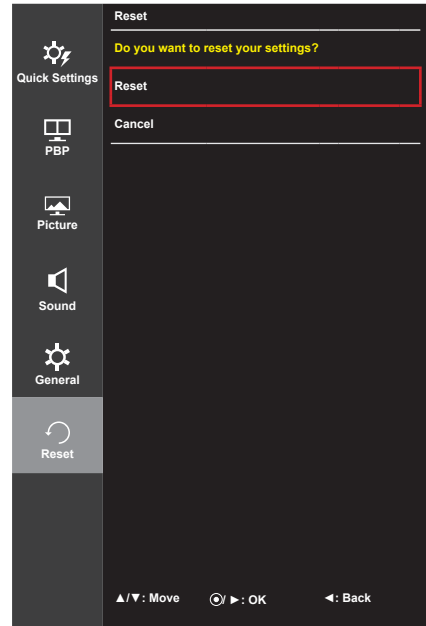 Reset
Do you want to reset your settings?
Reset
Cancel
Quick Settings
PBP
Picture
Sound
General
Reset
▲/▼: Move ◉/ ►: OK ◄: Back